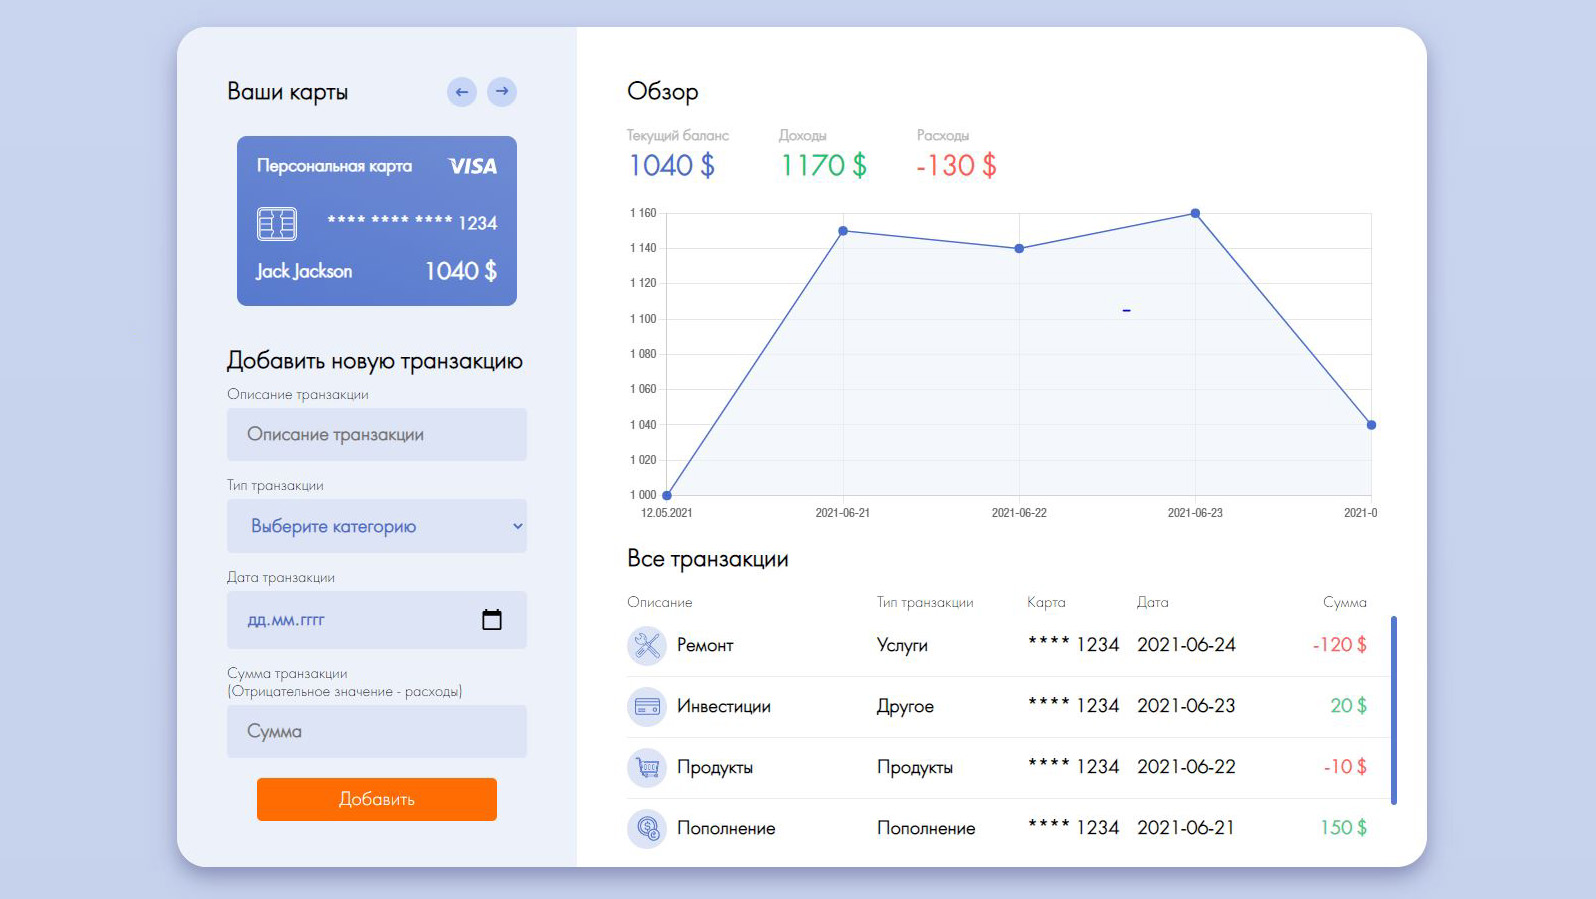 Ваши карты
Персональная карта VISA
**** **** **** 1234
Jack Jackson 1040 $
Добавить новую транзакцию
Описание транзакции
Описание транзакции
Тип транзакции
Выберите категорию
Дата транзакции
дд.мм.гггг
Сумма транзакции
(Отрицательное значение - расходы)
Сумма
Добавить
Обзор
Текущий баланс Доходы Расходы
1040 $ 1170 $ -130 $
1 160
1 140
1 120
1 100
1 080
1 060
1 040
1 020
1 000
12.05.2021 2021-06-21 2021-06-22 2021-06-23 2021-0
Все транзакции
Описание Тип транзакции Карта Дата Сумма
Ремонт Услуги **** 1234 2021-06-24 -120 $
Инвестиции Другое **** 1234 2021-06-23 20 $
Продукты Продукты **** 1234 2021-06-22 -10 $
Пополнение Пополнение **** 1234 2021-06-21 150 $